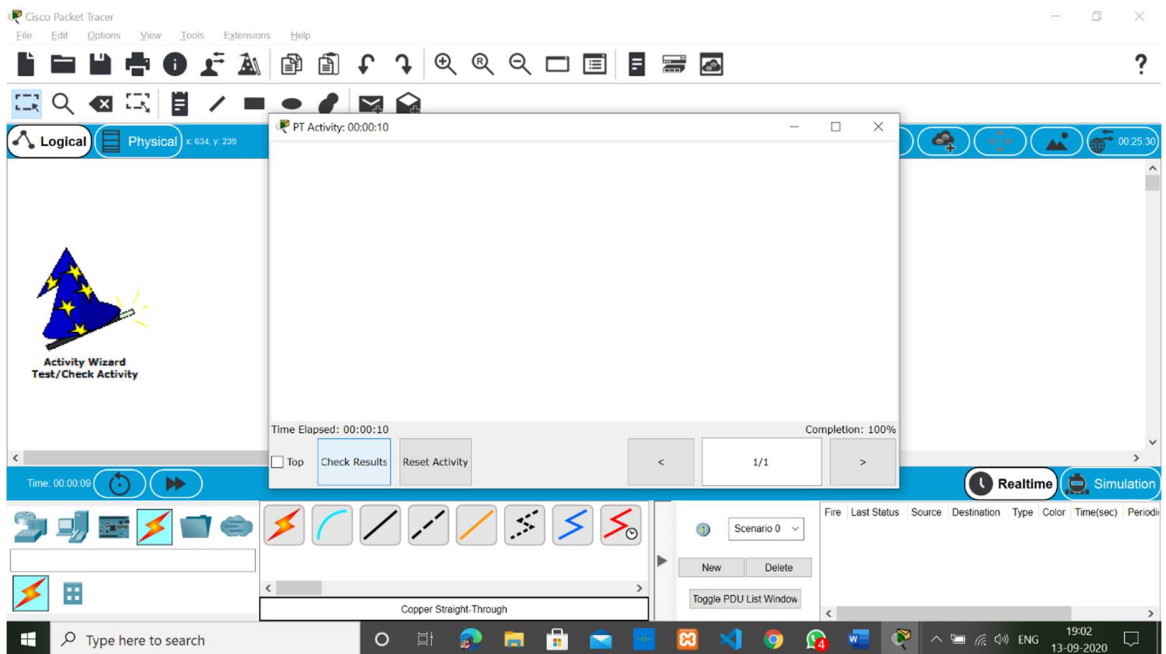 Cisco Packet Tracer
File Edit Options View Tools Extensions Help
PT Activity: 00:00:10
Logical Physical x: 634, y: 239
00:25:30
Activity Wizard
Test/Check Activity
Time Elapsed: 00:00:10 Completion: 100%
Top Check Results Reset Activity < 1/1 >
Time: 00:00:09 Realtime Simulation
Fire Last Status Source Destination Type Color Time(sec) Periodi
Scenario 0
New Delete
Toggle PDU List Window
Copper Straight-Through
Type here to search
4
ENG
19:02
13-09-2020